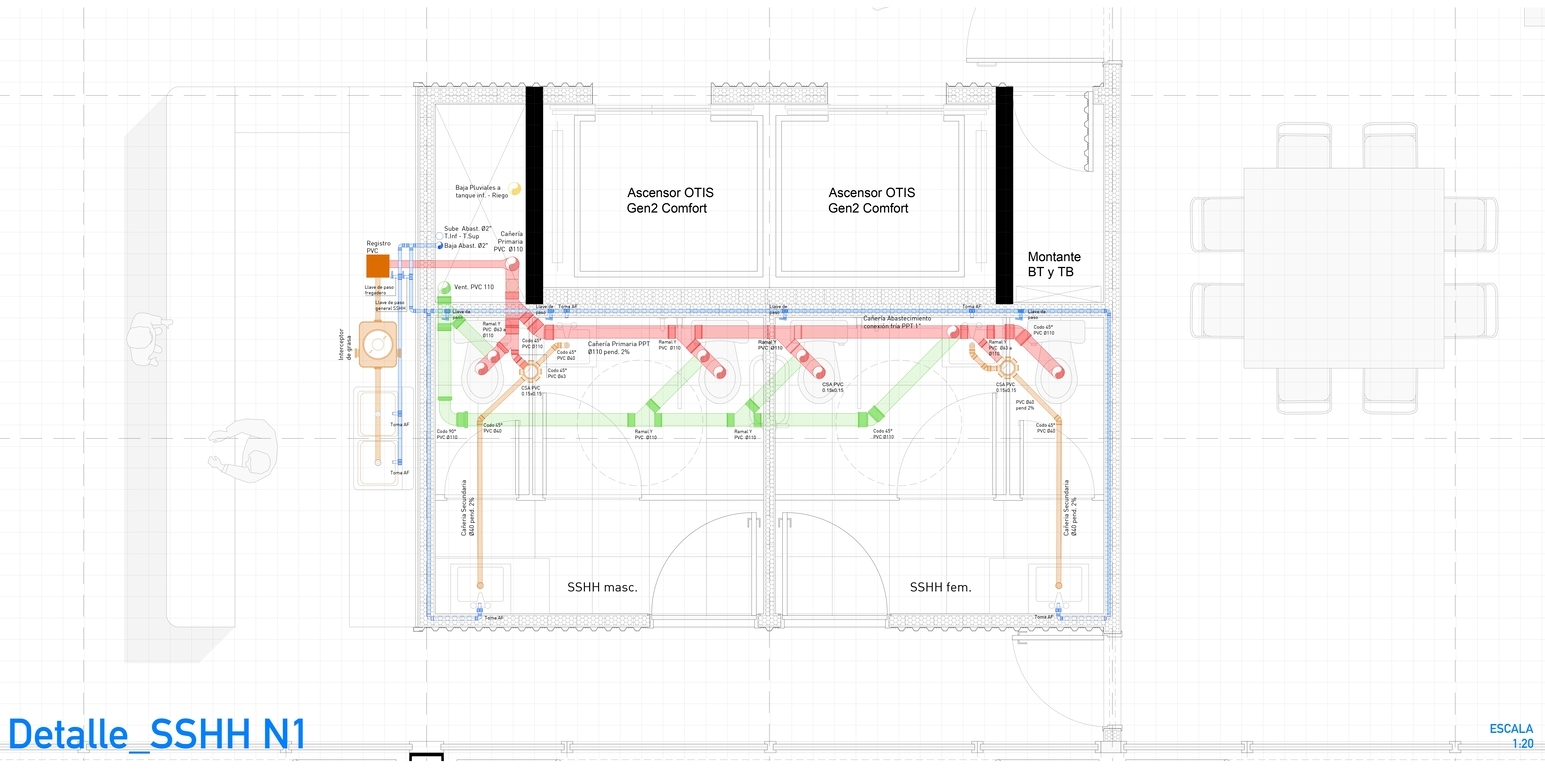 Ascensor OTIS
Gen2 Comfort
Ascensor OTIS
Gen2 Comfort
Baja Pluviales a
tanque inf. - Riego
Sube Abast. Ø2"
T.Inf - T.Sup
Baja Abast. Ø2"
Cañería
Primaria
PVC Ø110
Registro
PVC
Montante
BT y TB
Vent. PVC 110
Llave de paso
fregadero
Llave de paso
general SSHH
Llave de
paso
Llave de
paso
Toma AF
Llave de
paso
Toma AF
Llave de
paso
Cañería Abastecimiento
conexión fría PPT 1"
Interceptor
de grasa
Ramal Y
PVC Ø63 a
Ø110
Codo 45°
PVC Ø110
Codo 45°
PVC Ø40
Cañería Primaria PPT
Ø110 pend. 2%
Ramal Y
PVC Ø110
Ramal Y
PVC Ø110
Ramal Y
PVC Ø63 a
Ø110
Codo 45°
PVC Ø110
Codo 45°
PVC Ø63
CSA PVC
0.15x0.15
CSA PVC
0.15x0.15
CSA PVC
0.15x0.15
PVC Ø40
pend 2%
Toma AF
Codo 90°
PVC Ø110
Codo 45°
PVC Ø40
Ramal Y
PVC Ø110
Ramal Y
PVC Ø110
Codo 45°
PVC Ø110
Codo 45°
PVC Ø40
Toma AF
Cañería Secundaria
Ø40 pend. 2%
Cañería Secundaria
Ø40 pend. 2%
SSHH masc.
SSHH fem.
Toma AF
Toma AF
Detalle_SSHH N1
ESCALA
1:20